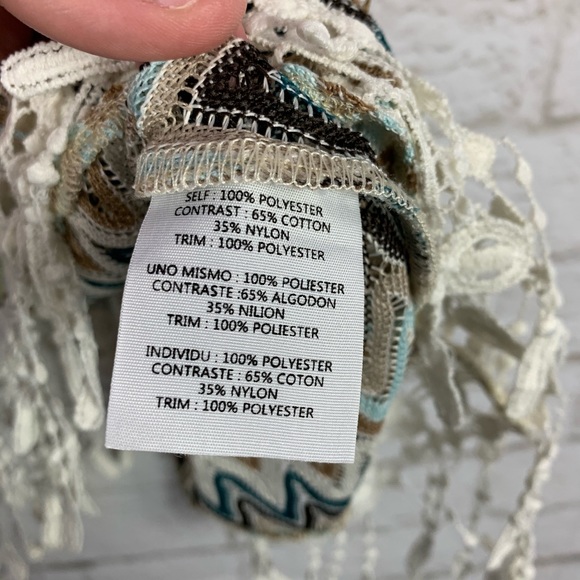 SELF : 100% POLYESTER
CONTRAST : 65% COTTON
35% NYLON
TRIM : 100% POLYESTER
UNO MISMO : 100% POLIESTER
CONTRASTE :65% ALGODON
35% NILION
TRIM : 100% POLIESTER
INDIVIDU : 100% POLYESTER
CONTRASTE : 65% COTON
35% NYLON
TRIM : 100% POLYESTER